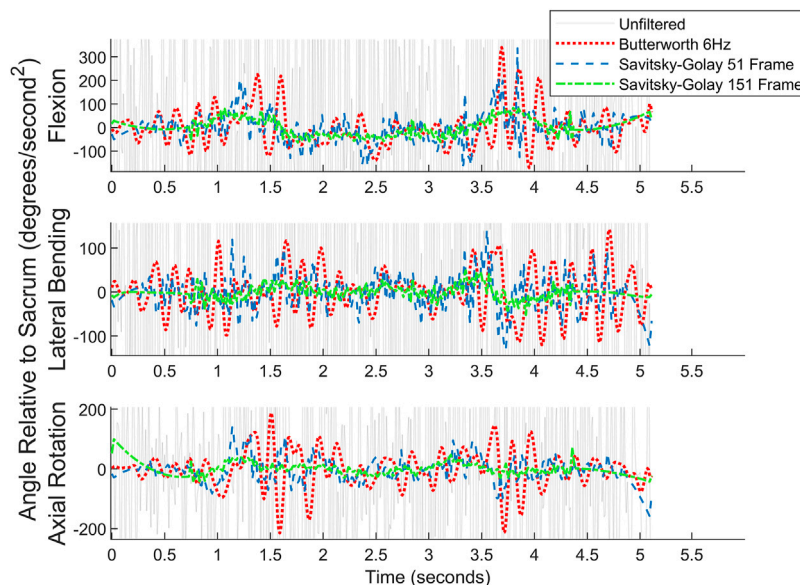 Unfiltered
Butterworth 6Hz
Savitsky-Golay 51 Frame
Savitsky-Golay 151 Frame
Angle Relative to Sacrum (degrees/second²)
Flexion
300
200
100
0
-100
0 0.5 1 1.5 2 2.5 3 3.5 4 4.5 5 5.5
Lateral Bending
100
0
-100
0 0.5 1 1.5 2 2.5 3 3.5 4 4.5 5 5.5
Axial Rotation
200
0
-200
0 0.5 1 1.5 2 2.5 3 3.5 4 4.5 5 5.5
Time (seconds)